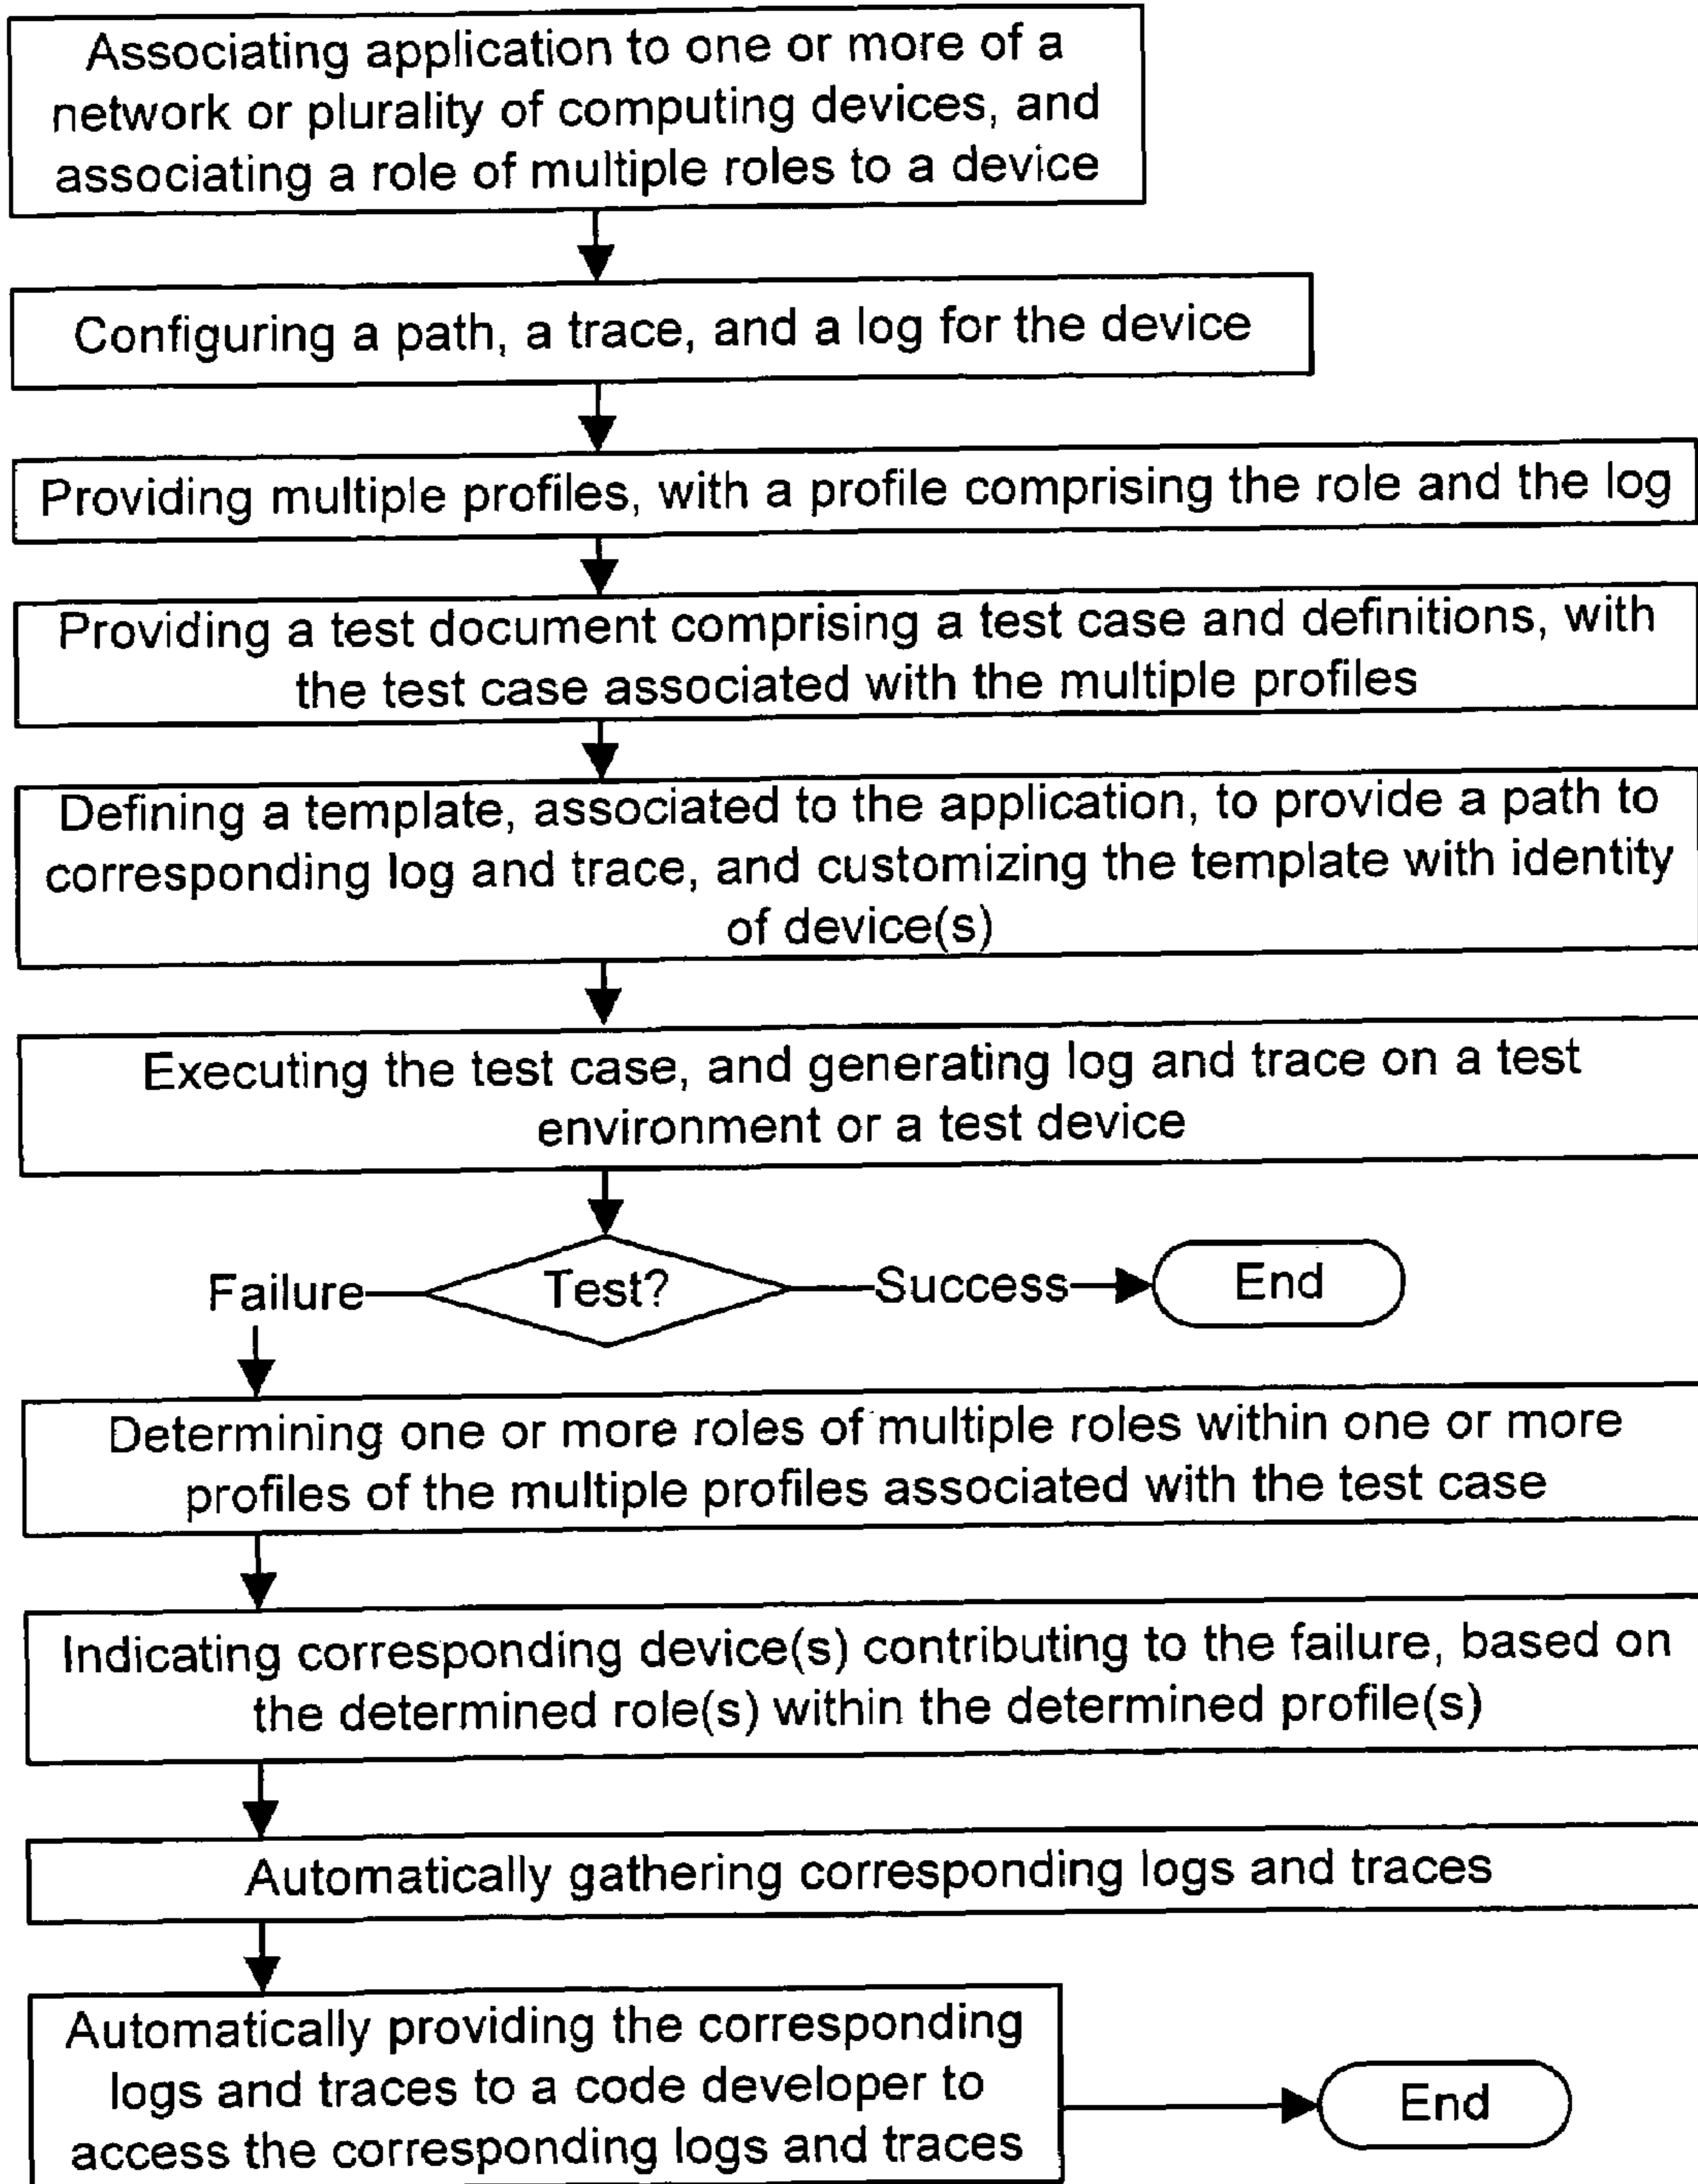 Associating application to one or more of a
network or plurality of computing devices, and
associating a role of multiple roles to a device
Configuring a path, a trace, and a log for the device
Providing multiple profiles, with a profile comprising the role and the log
Providing a test document comprising a test case and definitions, with
the test case associated with the multiple profiles
Defining a template, associated to the application, to provide a path to
corresponding log and trace, and customizing the template with identity
of device(s)
Executing the test case, and generating log and trace on a test
environment or a test device
Failure
Test?
Success
End
Determining one or more roles of multiple roles within one or more
profiles of the multiple profiles associated with the test case
Indicating corresponding device(s) contributing to the failure, based on
the determined role(s) within the determined profile(s)
Automatically gathering corresponding logs and traces
Automatically providing the corresponding
logs and traces to a code developer to
access the corresponding logs and traces
End